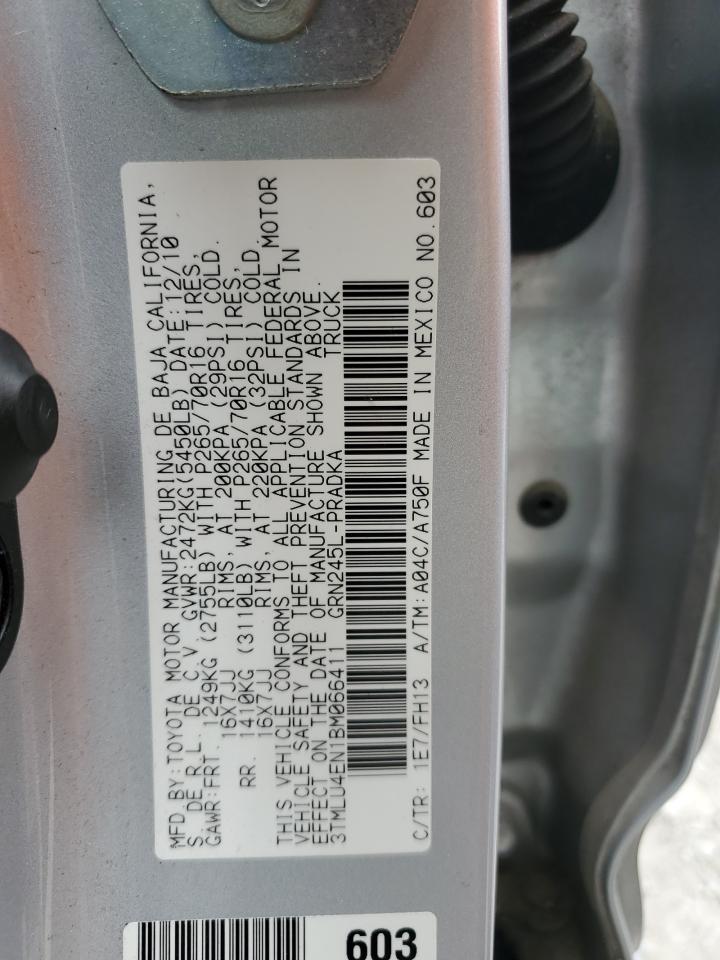 MFD.BY:TOYOTA MOTOR MANUFACTURING DE BAJA CALIFORNIA,
S. DE R.L. DE C.V. GVWR:2472KG(5450LB) DATE:12/10
GAWR:FRT. 1249KG (2755LB) WITH P265/70R16 TIRES,
16X7JJ RIMS, AT 200KPA (29PSI) COLD.
RR. 1410KG (3110LB) WITH P265/70R16 TIRES,
16X7JJ RIMS, AT 220KPA (32PSI) COLD.
THIS VEHICLE CONFORMS TO ALL APPLICABLE FEDERAL MOTOR
VEHICLE SAFETY AND THEFT PREVENTION STANDARDS IN
EFFECT ON THE DATE OF MANUFACTURE SHOWN ABOVE.
3TMLU4EN1BM066411 GRN245L-PRADKA TRUCK
C/TR: 1E7/FH13 A/TM:A04C/A750F MADE IN MEXICO NO.603
603